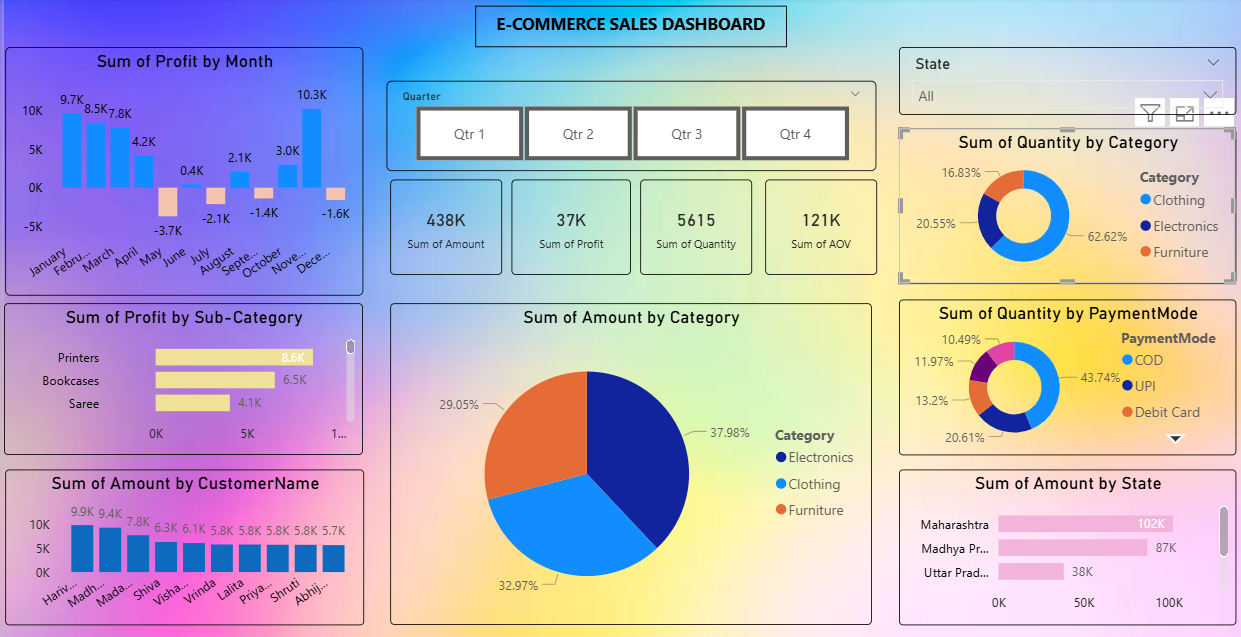 E-COMMERCE SALES DASHBOARD
Sum of Profit by Month
10K
5K
0K
-5K
9.7K
8.5K
7.8K
4.2K
-3.7K
0.4K
-2.1K
2.1K
-1.4K
3.0K
10.3K
-1.6K
January
Febru...
March
April
May
June
July
August
Septe...
October
Nove...
Dece...
Quarter
Qtr 1
Qtr 2
Qtr 3
Qtr 4
438K
Sum of Amount
37K
Sum of Profit
5615
Sum of Quantity
121K
Sum of AOV
State
All
Sum of Quantity by Category
16.83%
20.55%
62.62%
Category
Clothing
Electronics
Furniture
Sum of Profit by Sub-Category
Printers
8.6K
Bookcases
6.5K
Saree
4.1K
0K
5K
1...
Sum of Amount by Category
29.05%
37.98%
32.97%
Category
Electronics
Clothing
Furniture
Sum of Quantity by PaymentMode
10.49%
11.97%
13.2%
20.61%
43.74%
PaymentMode
COD
UPI
Debit Card
Sum of Amount by CustomerName
10K
5K
0K
9.9K
9.4K
7.8K
6.3K
6.1K
5.8K
5.8K
5.8K
5.8K
5.7K
Hariv...
Madh...
Mada...
Shiva
Visha...
Vrinda
Lalita
Priya...
Shruti
Abhij...
Sum of Amount by State
Maharashtra
102K
Madhya Pr...
87K
Uttar Prad...
38K
0K
50K
100K